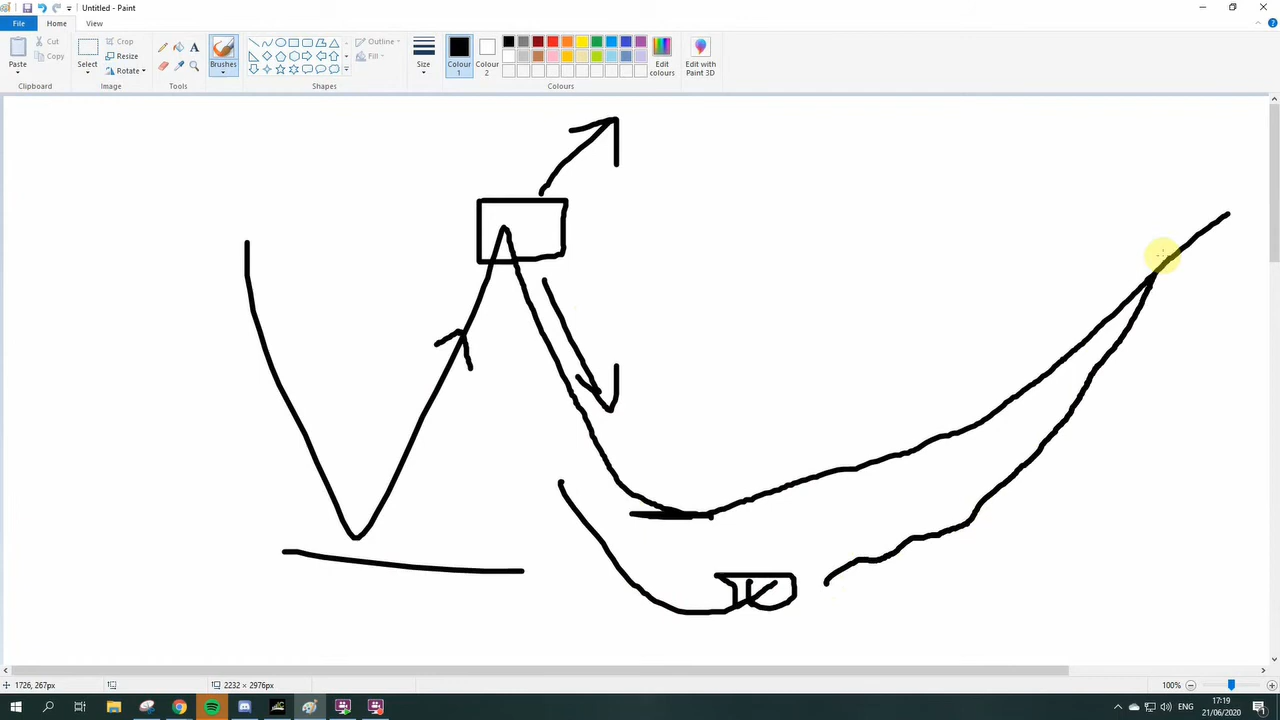 Untitled - Paint
File Home View
Paste
Cut
Copy
Clipboard
Select
Crop
Resize
Rotate
Image
A
Tools
Brushes
Shapes
Outline
Fill
Size
Colour 1
Colour 2
Edit colours
Colours
Edit with Paint 3D
1726, 267px
2232 × 2976px
100%
ENG
17:19
21/06/2020